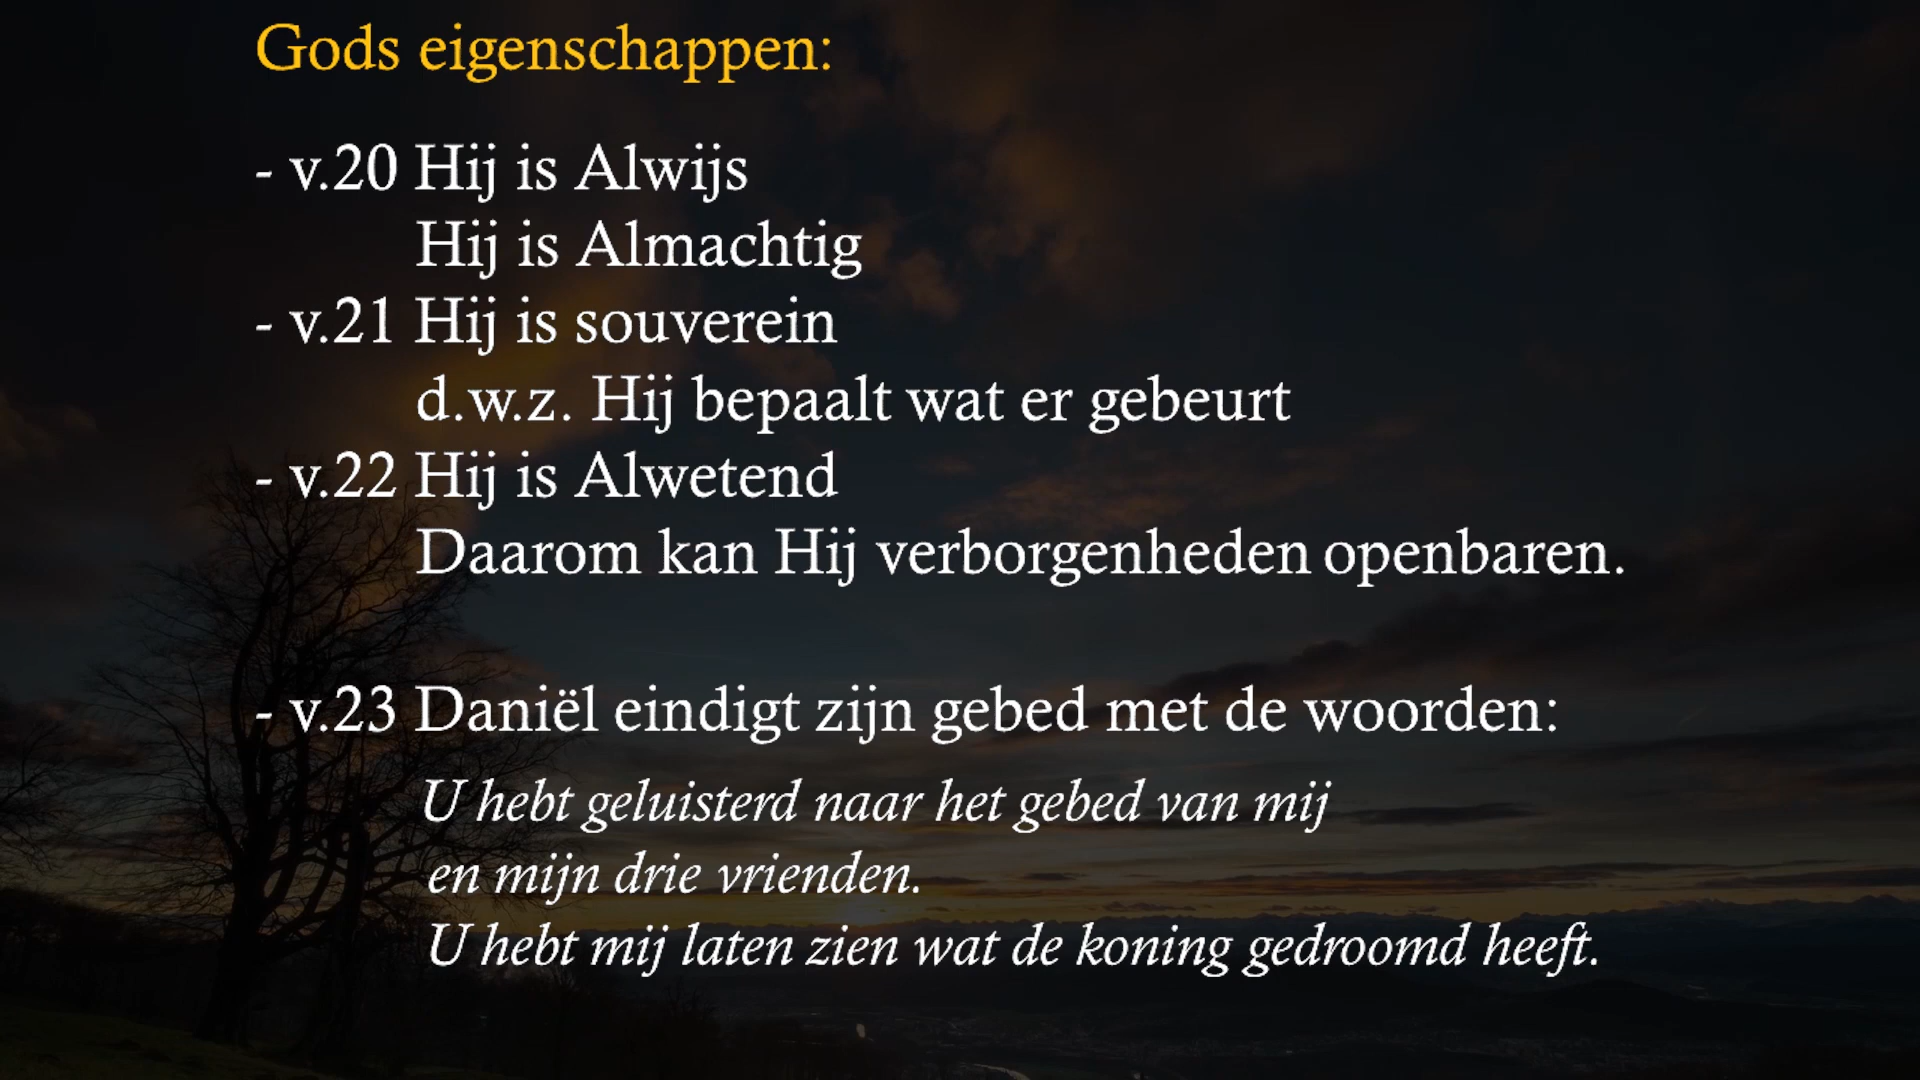 Gods eigenschappen:
- v.20 Hij is Alwijs
Hij is Almachtig
- v.21 Hij is souverein
d.w.z. Hij bepaalt wat er gebeurt
- v.22 Hij is Alwetend
Daarom kan Hij verborgenheden openbaren.
- v.23 Daniël eindigt zijn gebed met de woorden:
U hebt geluisterd naar het gebed van mij
en mijn drie vrienden.
U hebt mij laten zien wat de koning gedroomd heeft.